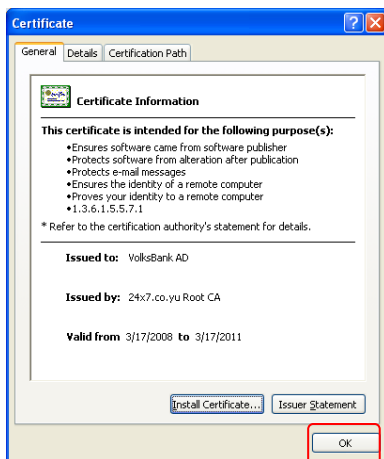 Certificate
General Details Certification Path
Certificate Information
This certificate is intended for the following purpose(s):
•Ensures software came from software publisher
•Protects software from alteration after publication
•Protects e-mail messages
•Ensures the identity of a remote computer
•Proves your identity to a remote computer
•1.3.6.1.5.5.7.1
* Refer to the certification authority's statement for details.
Issued to: VolksBank AD
Issued by: 24x7.co.yu Root CA
Valid from 3/17/2008 to 3/17/2011
Install Certificate... Issuer Statement
OK